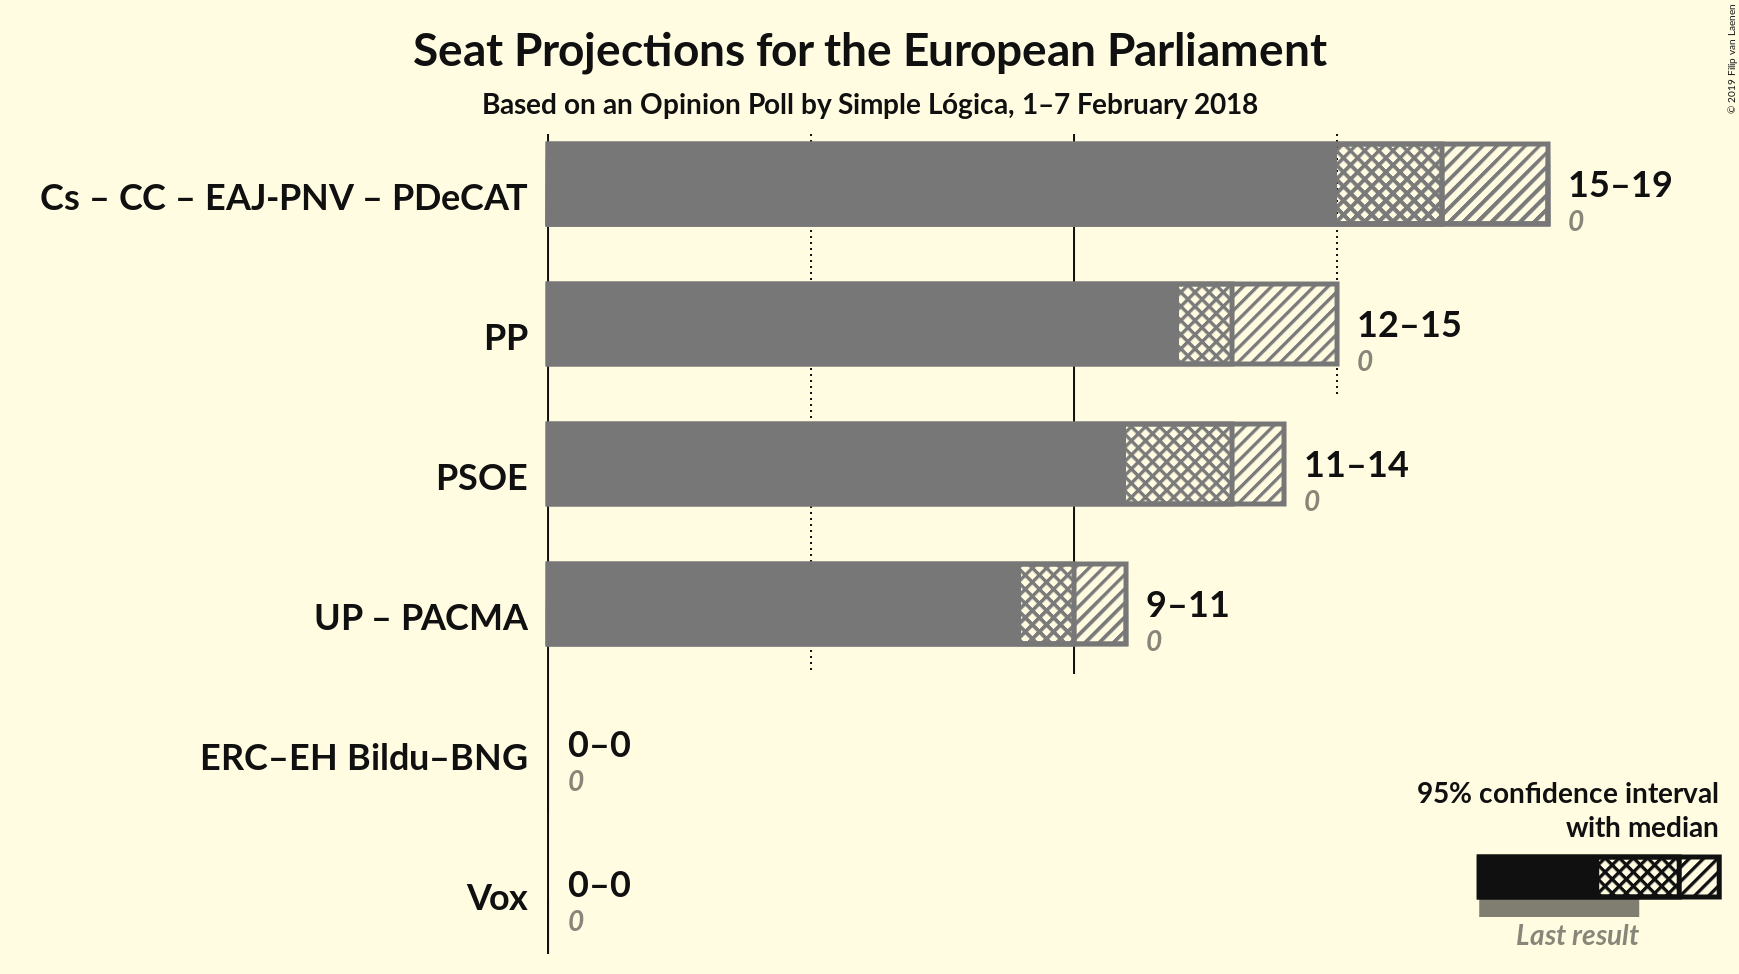 Seat Projections for the European Parliament
Based on an Opinion Poll by Simple Lógica, 1–7 February 2018
© 2019 Filip van Laenen
Cs – CC – EAJ-PNV – PDeCAT
15–19
0
PP
12–15
0
PSOE
11–14
0
UP – PACMA
9–11
0
ERC–EH Bildu–BNG
0–0
0
Vox
0–0
0
95% confidence interval
with median
Last result